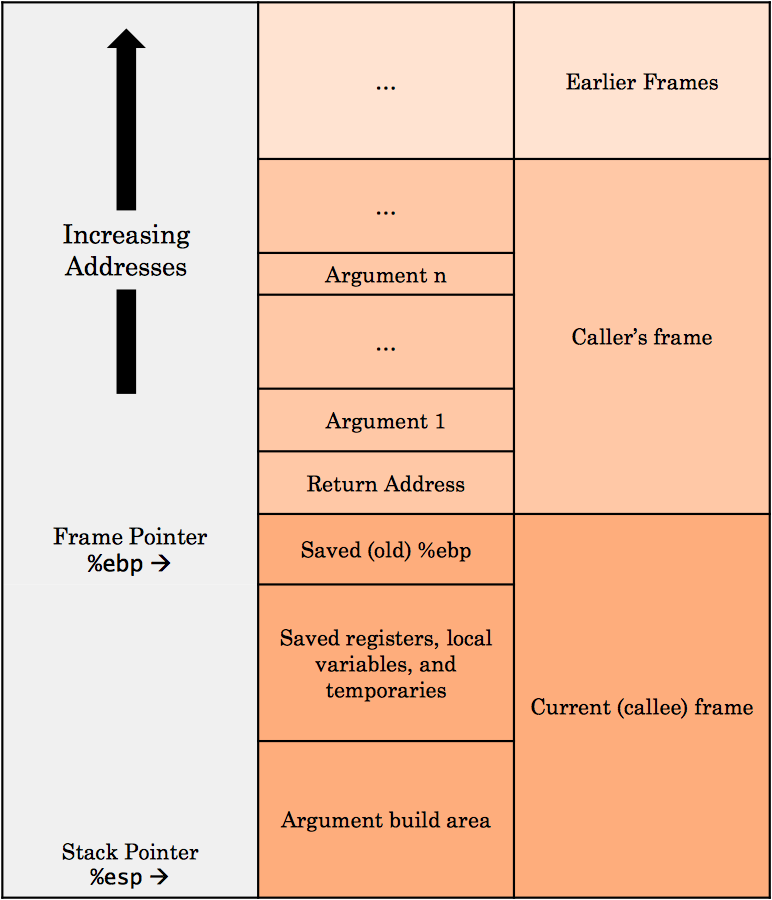 ...
Earlier Frames
Increasing
Addresses
...
Argument n
...
Caller’s frame
Argument 1
Return Address
Frame Pointer
%ebp →
Saved (old) %ebp
Saved registers, local
variables, and
temporaries
Current (callee) frame
Argument build area
Stack Pointer
%esp →